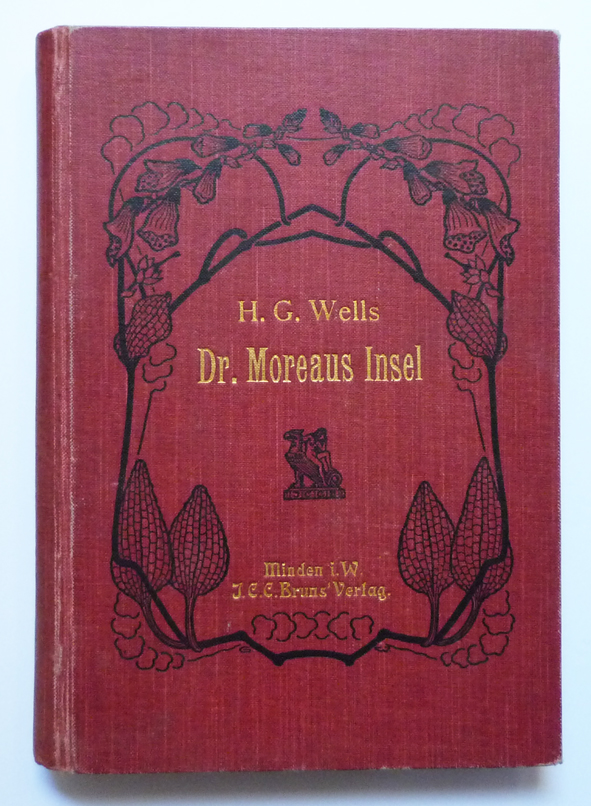 H. G. Wells
Dr. Moreaus Insel
Minden i. W.
J. C. C. Bruns' Verlag.